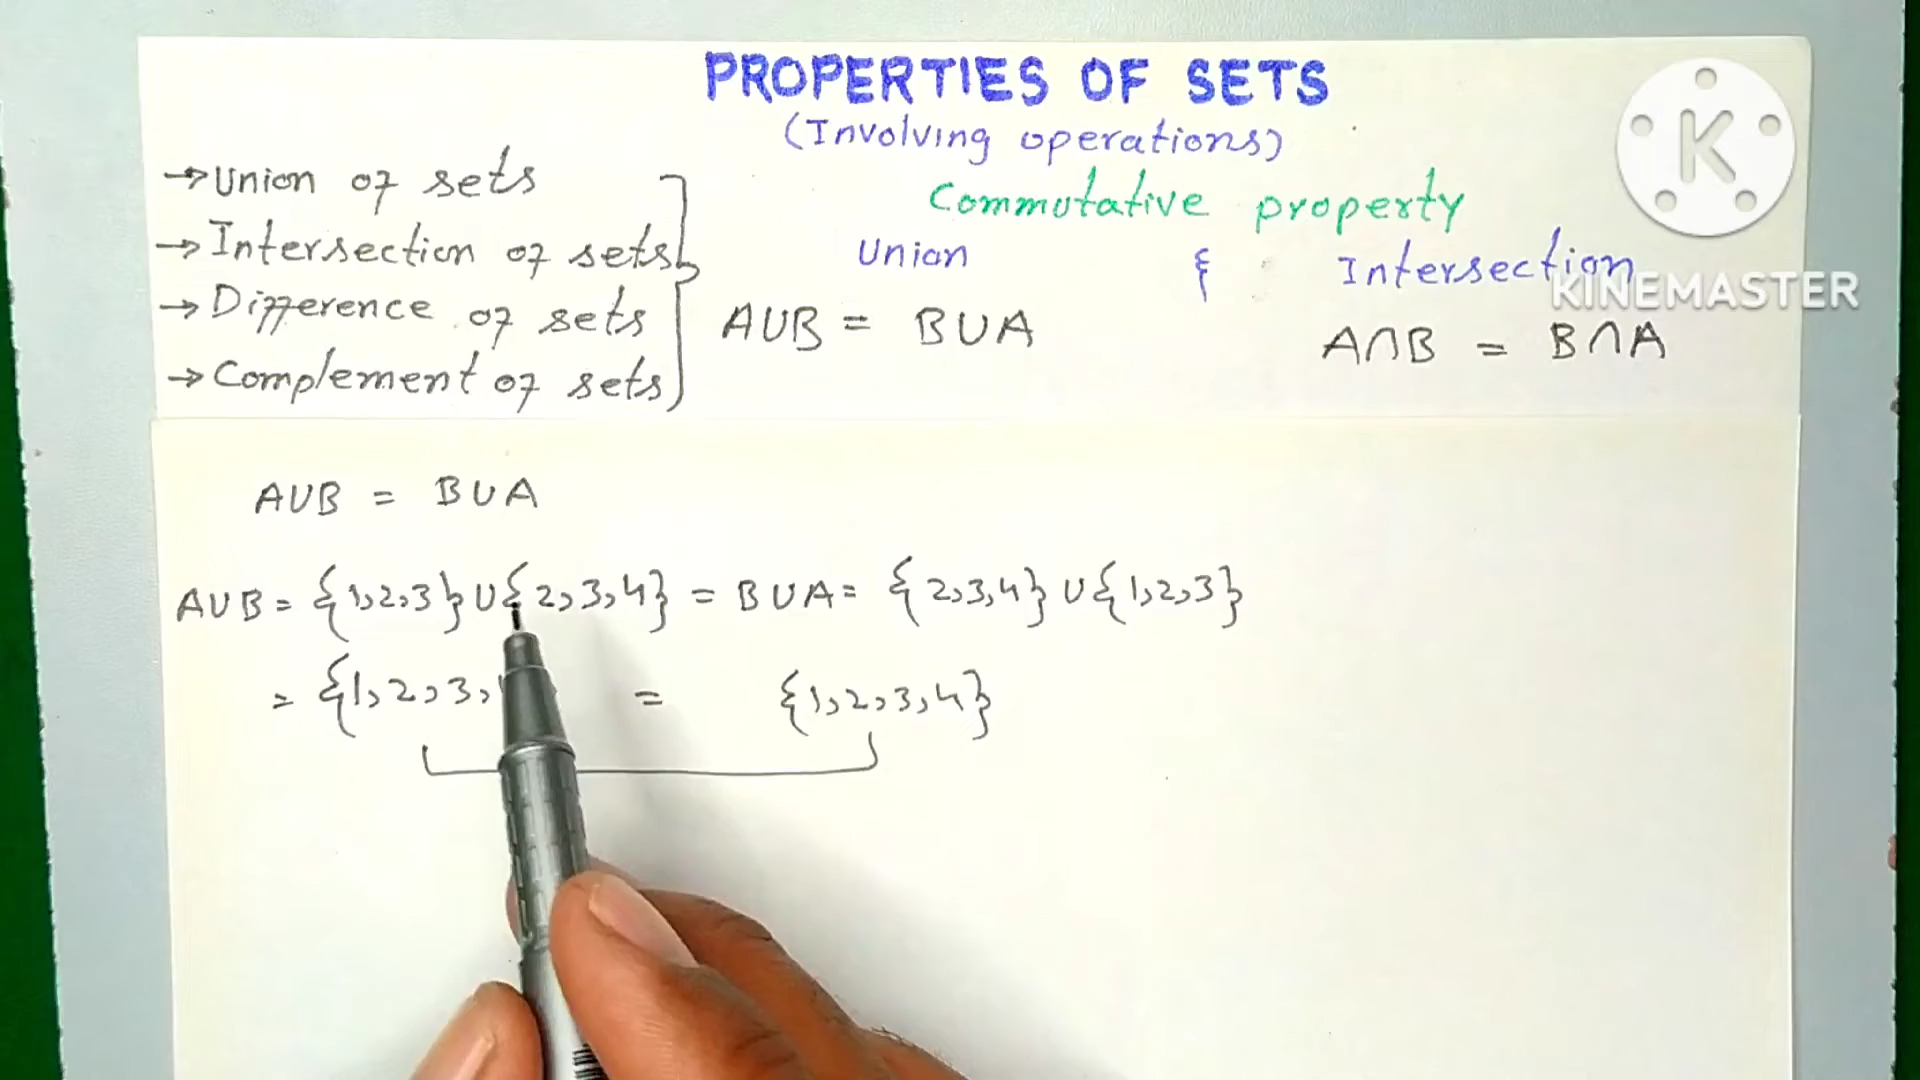 PROPERTIES OF SETS
(Involving operations)
→ Union of sets
→ Intersection of sets
→ Difference of sets
→ Complement of sets
Commutative property
Union & Intersection
A∪B = B∪A
A∩B = B∩A
K
KINEMASTER
A∪B = B∪A
A∪B = {1,2,3} ∪ {2,3,4} = B∪A = {2,3,4} ∪ {1,2,3}
= {1,2,3, = {1,2,3,4}